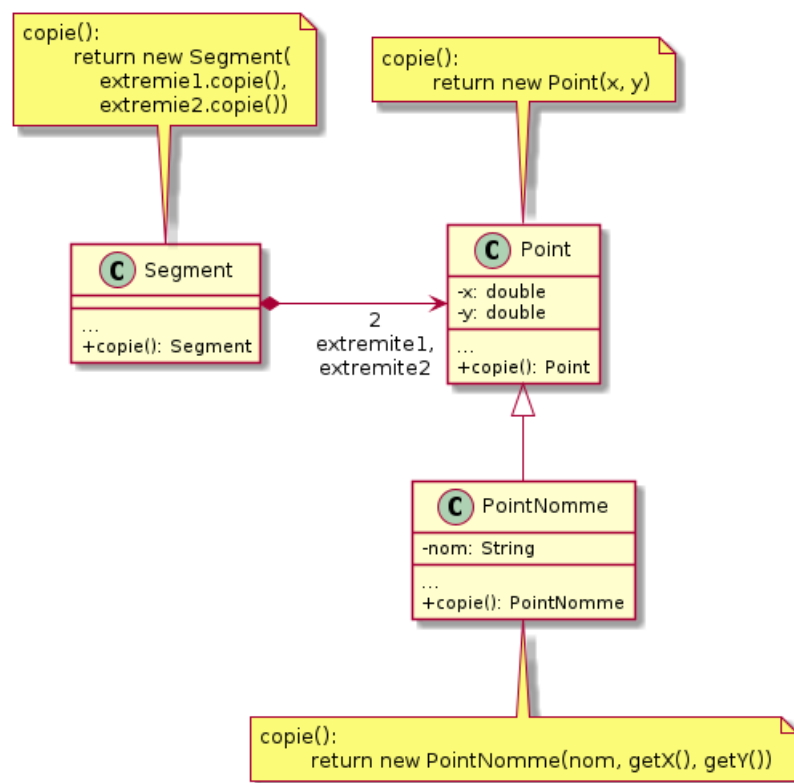 copie():
return new Segment(
extremie1.copie(),
extremie2.copie())
copie():
return new Point(x, y)
C Segment
...
+copie(): Segment
2
extremite1,
extremite2
C Point
-x: double
-y: double
...
+copie(): Point
C PointNomme
-nom: String
...
+copie(): PointNomme
copie():
return new PointNomme(nom, getX(), getY())